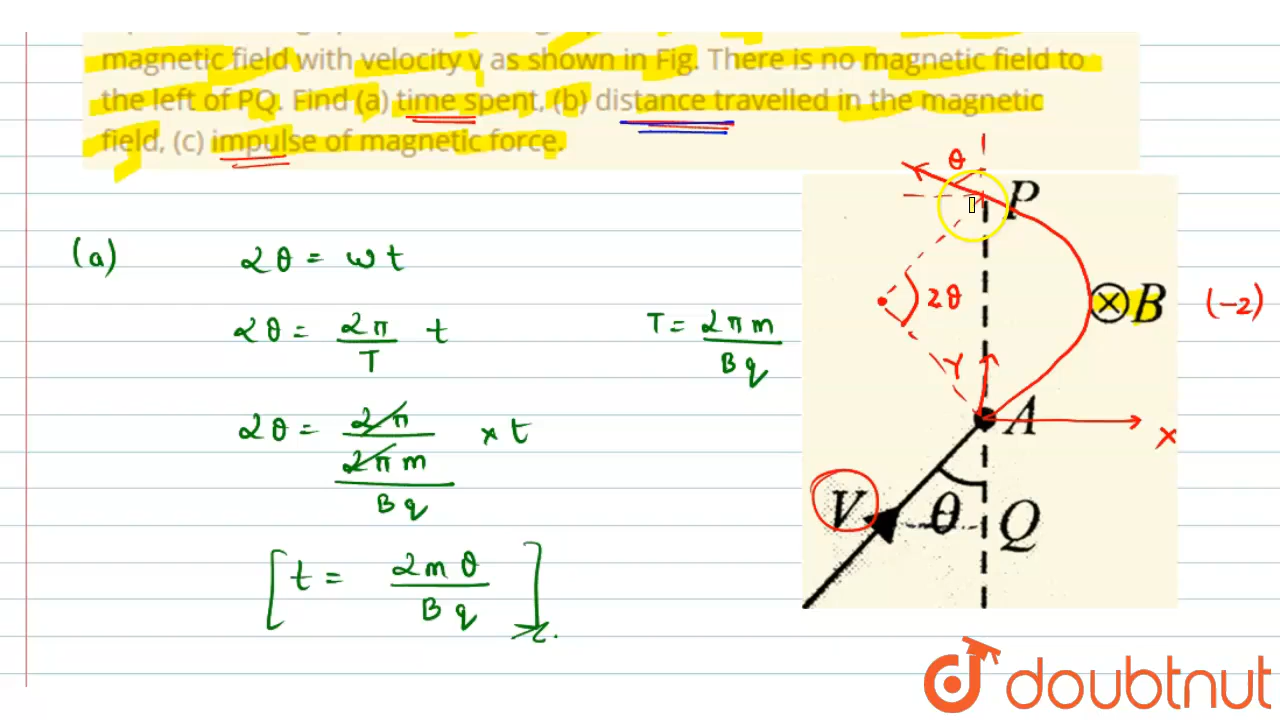 magnetic field with velocity v as shown in Fig. There is no magnetic field to
the left of PQ. Find (a) time spent, (b) distance travelled in the magnetic
field, (c) impulse of magnetic force.
(a) 2θ = ωt
2θ = 2π/T t
T = 2πm/Bq
2θ = 2π/(2πm/Bq) × t
[t = 2mθ/Bq]
θ
P
2θ
B (-z)
Y
A
X
V θ Q
doubtnut